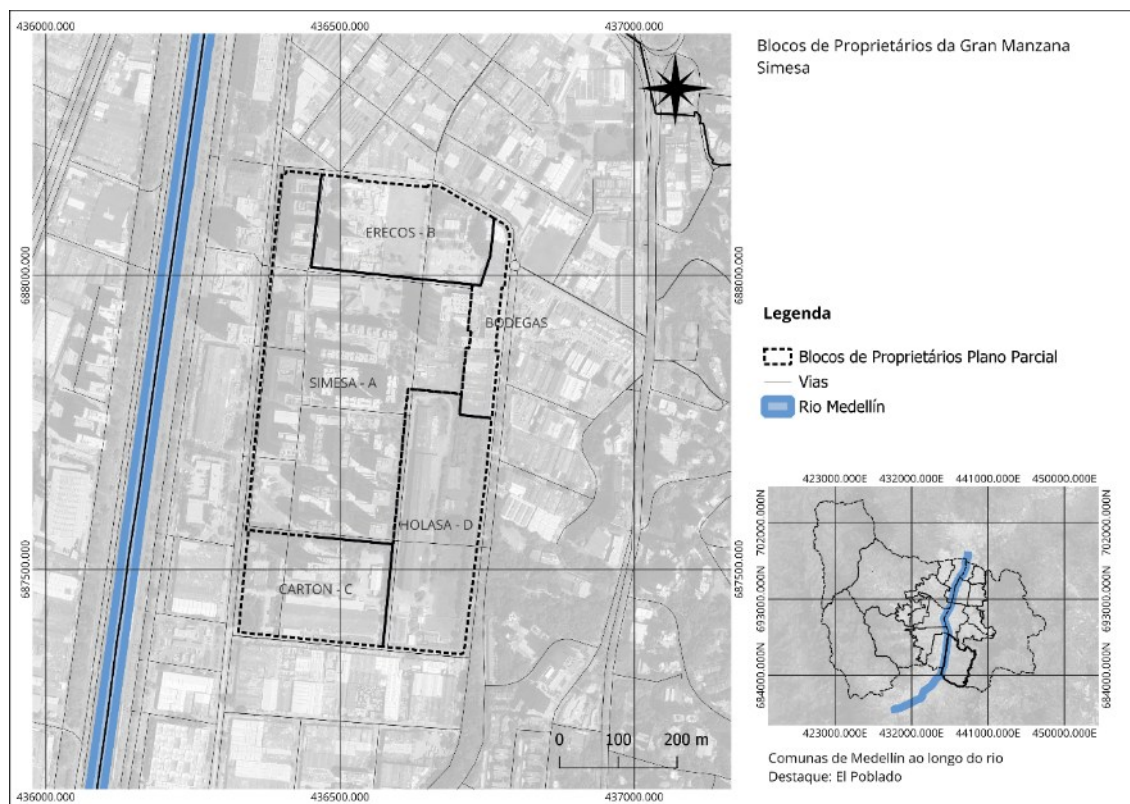 436000.000
436500.000
437000.000
Blocos de Proprietários da Gran Manzana
Simesa
ERECOS - B
688000.000
688000.000
BODEGAS
Legenda
Blocos de Proprietários Plano Parcial
Vias
Rio Medellín
SIMESA - A
HOLASA - D
CARTON - C
687500.000
687500.000
0 100 200 m
436000.000
436500.000
437000.000
423000.000E
432000.000E
441000.000E
450000.000E
702000.000N
702000.000N
693000.000N
693000.000N
684000.000N
684000.000N
423000.000E
432000.000E
441000.000E
450000.000E
Comunas de Medellín ao longo do rio
Destaque: El Poblado